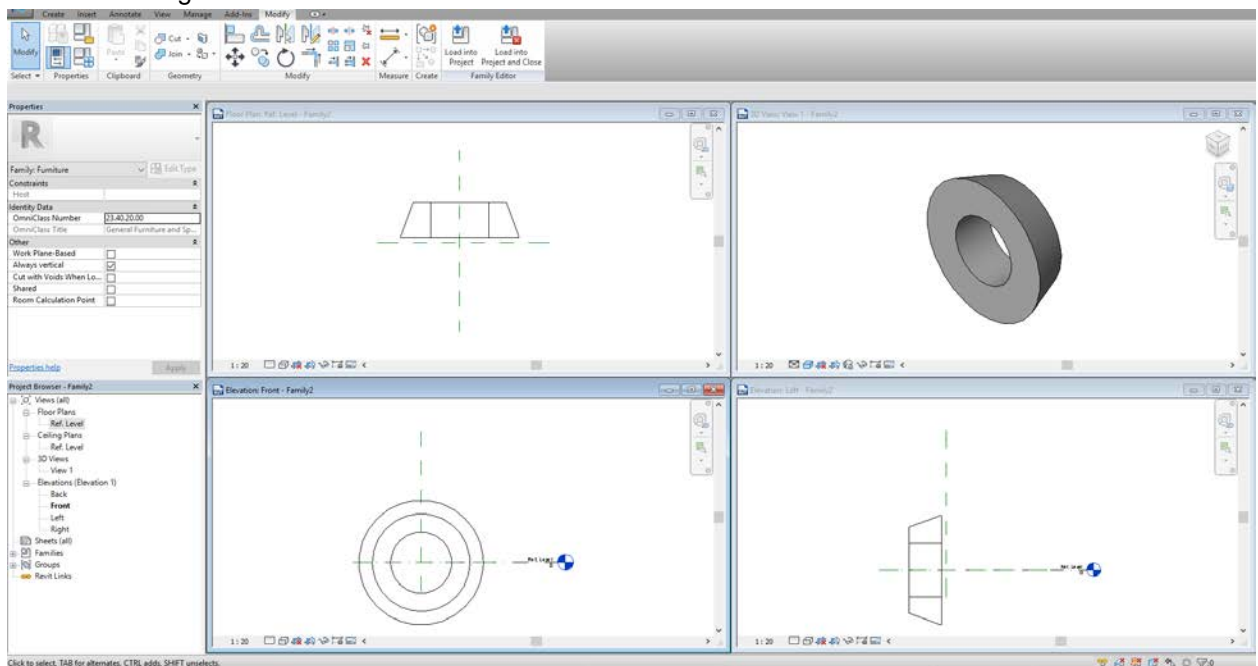 Create Insert Annotate View Manage Add-Ins Modify
Modify
Paste
Cut
Join
Load into Project
Load into Project and Close
Select Properties Clipboard Geometry Modify Measure Create Family Editor
Properties
R
Family: Furniture
Edit Type
Constraints
Host
Identity Data
OmniClass Number 23.40.20.00
OmniClass Title General Furniture and Sp...
Other
Work Plane-Based
Always vertical
Cut with Voids When Lo...
Shared
Room Calculation Point
Properties help
Apply
Project Browser - Family2
Views (all)
Floor Plans
Ref. Level
Ceiling Plans
Ref. Level
3D Views
View 1
Elevations (Elevation 1)
Back
Front
Left
Right
Sheets (all)
Families
Groups
Revit Links
Floor Plan: Ref. Level - Family2
1 : 20
3D View: View 1 - Family2
1 : 20
Elevation: Front - Family2
Ref. Level
1 : 20
Elevation: Left - Family2
Ref. Level
1 : 20
Click to select, TAB for alternates, CTRL adds, SHIFT unselects.
:0